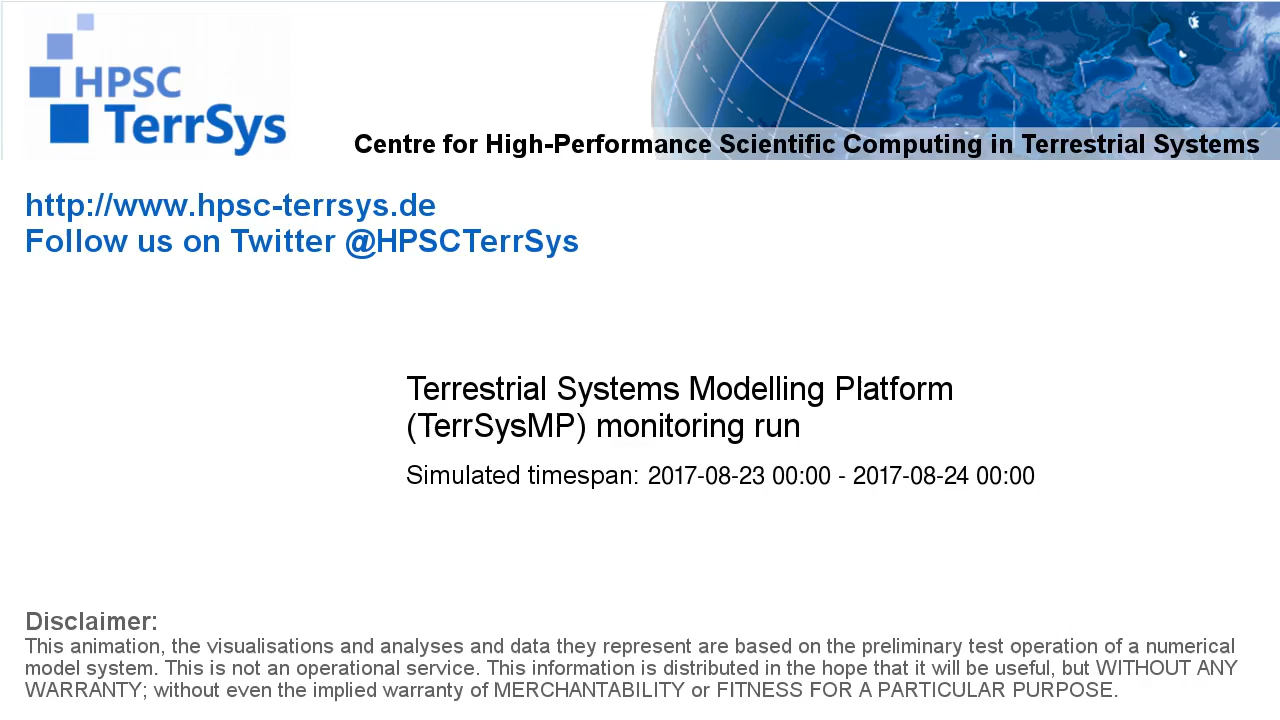 HPSC
TerrSys
Centre for High-Performance Scientific Computing in Terrestrial Systems
http://www.hpsc-terrsys.de
Follow us on Twitter @HPSCTerrSys
Terrestrial Systems Modelling Platform
(TerrSysMP) monitoring run
Simulated timespan: 2017-08-23 00:00 - 2017-08-24 00:00
Disclaimer:
This animation, the visualisations and analyses and data they represent are based on the preliminary test operation of a numerical
model system. This is not an operational service. This information is distributed in the hope that it will be useful, but WITHOUT ANY
WARRANTY; without even the implied warranty of MERCHANTABILITY or FITNESS FOR A PARTICULAR PURPOSE.